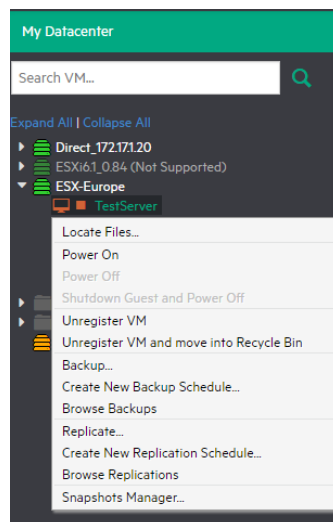 My Datacenter
Search VM...
Expand All | Collapse All
Direct_172.17.1.20
ESXi6.1_0.84 (Not Supported)
ESX-Europe
TestServer
Locate Files...
Power On
Power Off
Shutdown Guest and Power Off
Unregister VM
Unregister VM and move into Recycle Bin
Backup...
Create New Backup Schedule...
Browse Backups
Replicate...
Create New Replication Schedule...
Browse Replications
Snapshots Manager...